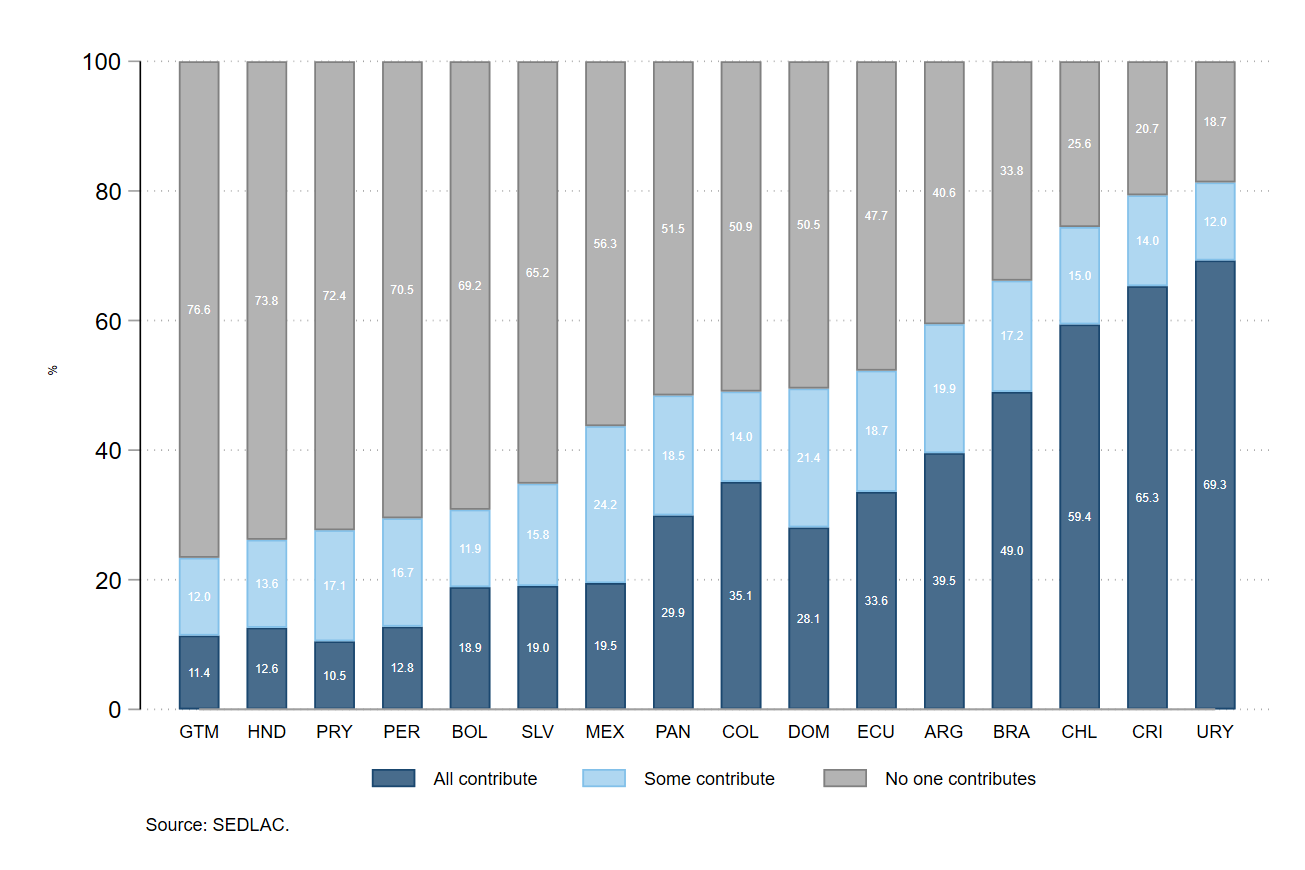 100
80
60
40
20
0
%
76.6 73.8 72.4 70.5 69.2 65.2 56.3 51.5 50.9 50.5 47.7 40.6 33.8 25.6 20.7 18.7
12.0 13.6 17.1 16.7 11.9 15.8 24.2 18.5 14.0 21.4 18.7 19.9 17.2 15.0 14.0 12.0
11.4 12.6 10.5 12.8 18.9 19.0 19.5 29.9 35.1 28.1 33.6 39.5 49.0 59.4 65.3 69.3
GTM HND PRY PER BOL SLV MEX PAN COL DOM ECU ARG BRA CHL CRI URY
All contribute Some contribute No one contributes
Source: SEDLAC.